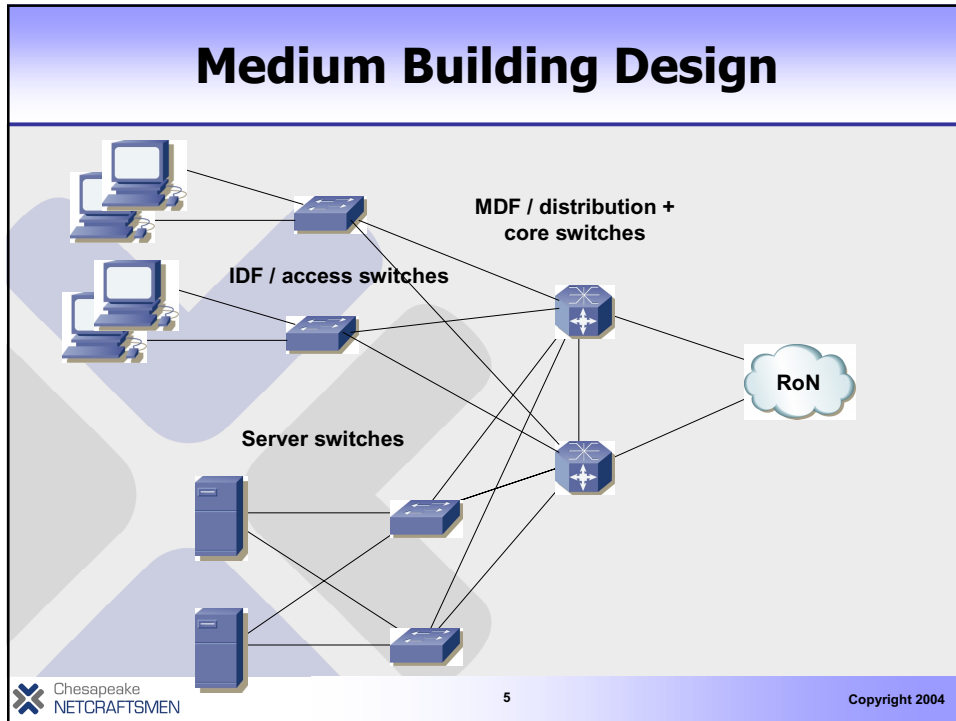 Medium Building Design
MDF / distribution +
core switches
IDF / access switches
RoN
Server switches
Chesapeake
NETCRAFTSMEN
5
Copyright 2004